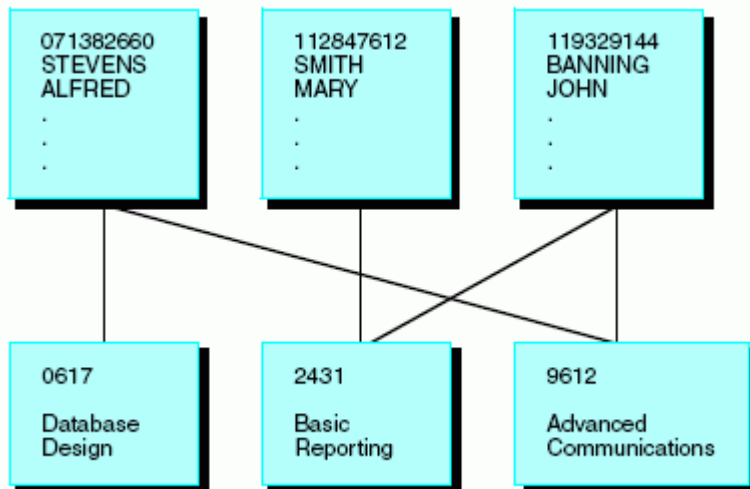 071382660
STEVENS
ALFRED
.
.
.
112847612
SMITH
MARY
.
.
.
119329144
BANNING
JOHN
.
.
.
0617
Database
Design
2431
Basic
Reporting
9612
Advanced
Communications